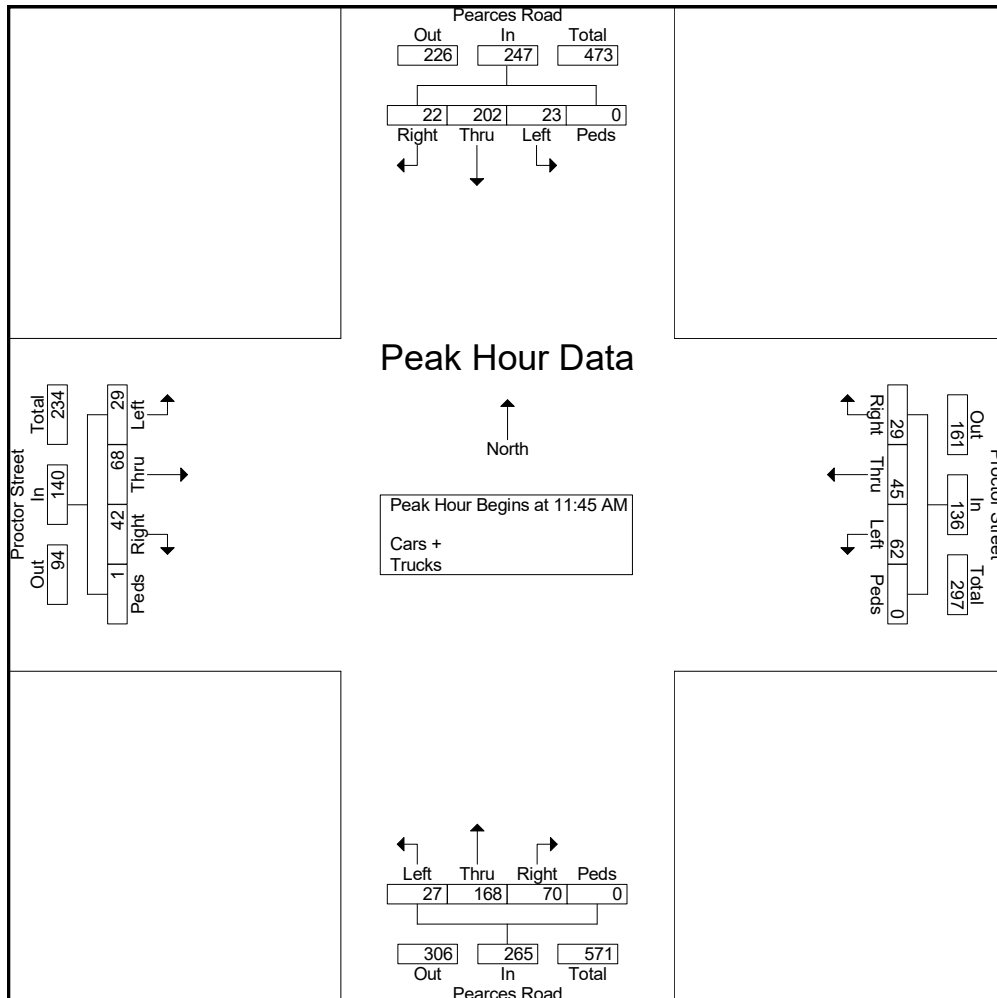 Pearces Road
Out In Total
226 247 473
22 202 23 0
Right Thru Left Peds
Peak Hour Data
North
Peak Hour Begins at 11:45 AM
Cars +
Trucks
Proctor Street
Total In Out
234 140 94
29 68 42 1
Left Thru Right Peds
Proctor Street
Out In Total
161 136 297
29 45 62 0
Right Thru Left Peds
Left Thru Right Peds
27 168 70 0
306 265 571
Out In Total
Pearces Road